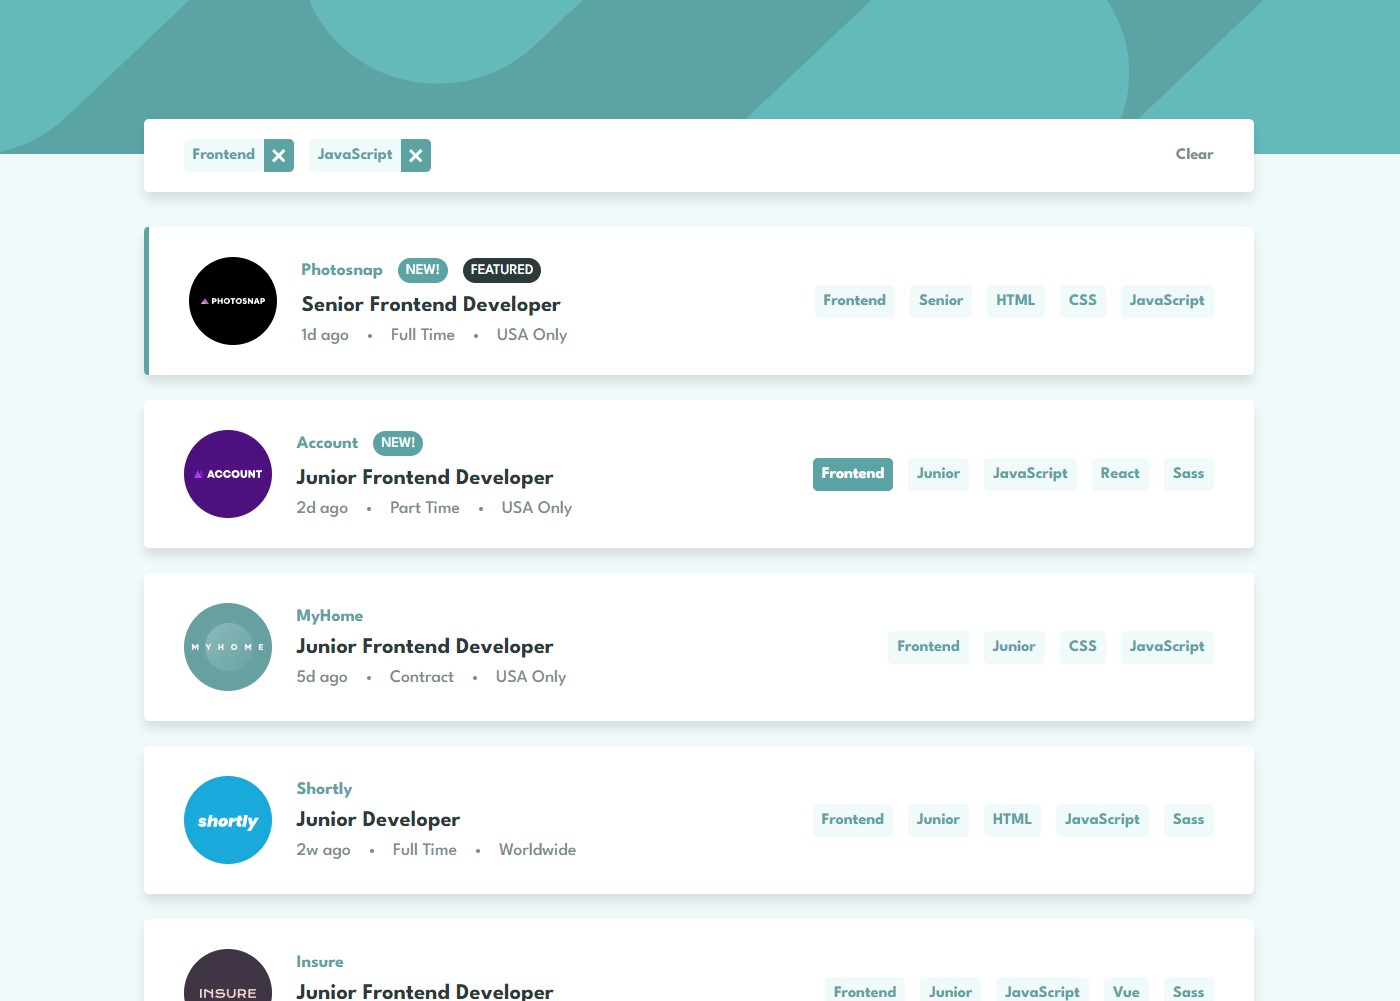 Frontend JavaScript Clear
PHOTOSNAP
Photosnap NEW! FEATURED
Senior Frontend Developer
1d ago • Full Time • USA Only
Frontend Senior HTML CSS JavaScript
ACCOUNT
Account NEW!
Junior Frontend Developer
2d ago • Part Time • USA Only
Frontend Junior JavaScript React Sass
MYHOME
MyHome
Junior Frontend Developer
5d ago • Contract • USA Only
Frontend Junior CSS JavaScript
shortly
Shortly
Junior Developer
2w ago • Full Time • Worldwide
Frontend Junior HTML JavaScript Sass
INSURE
Insure
Junior Frontend Developer
Frontend Junior JavaScript Vue Sass